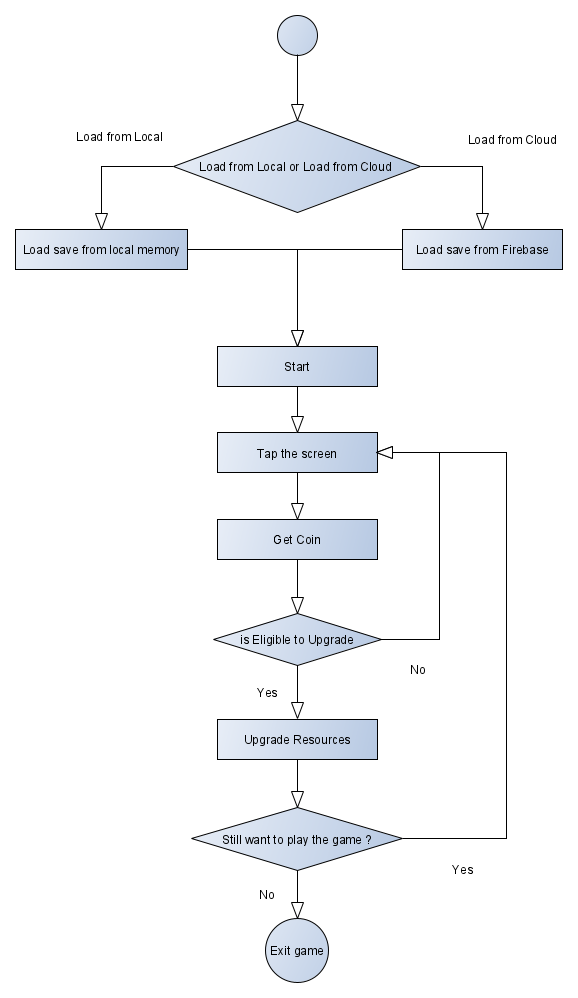 Load from Local
Load from Cloud
Load from Local or Load from Cloud
Load save from local memory
Load save from Firebase
Start
Tap the screen
Get Coin
is Eligible to Upgrade
No
Yes
Upgrade Resources
Still want to play the game ?
Yes
No
Exit game